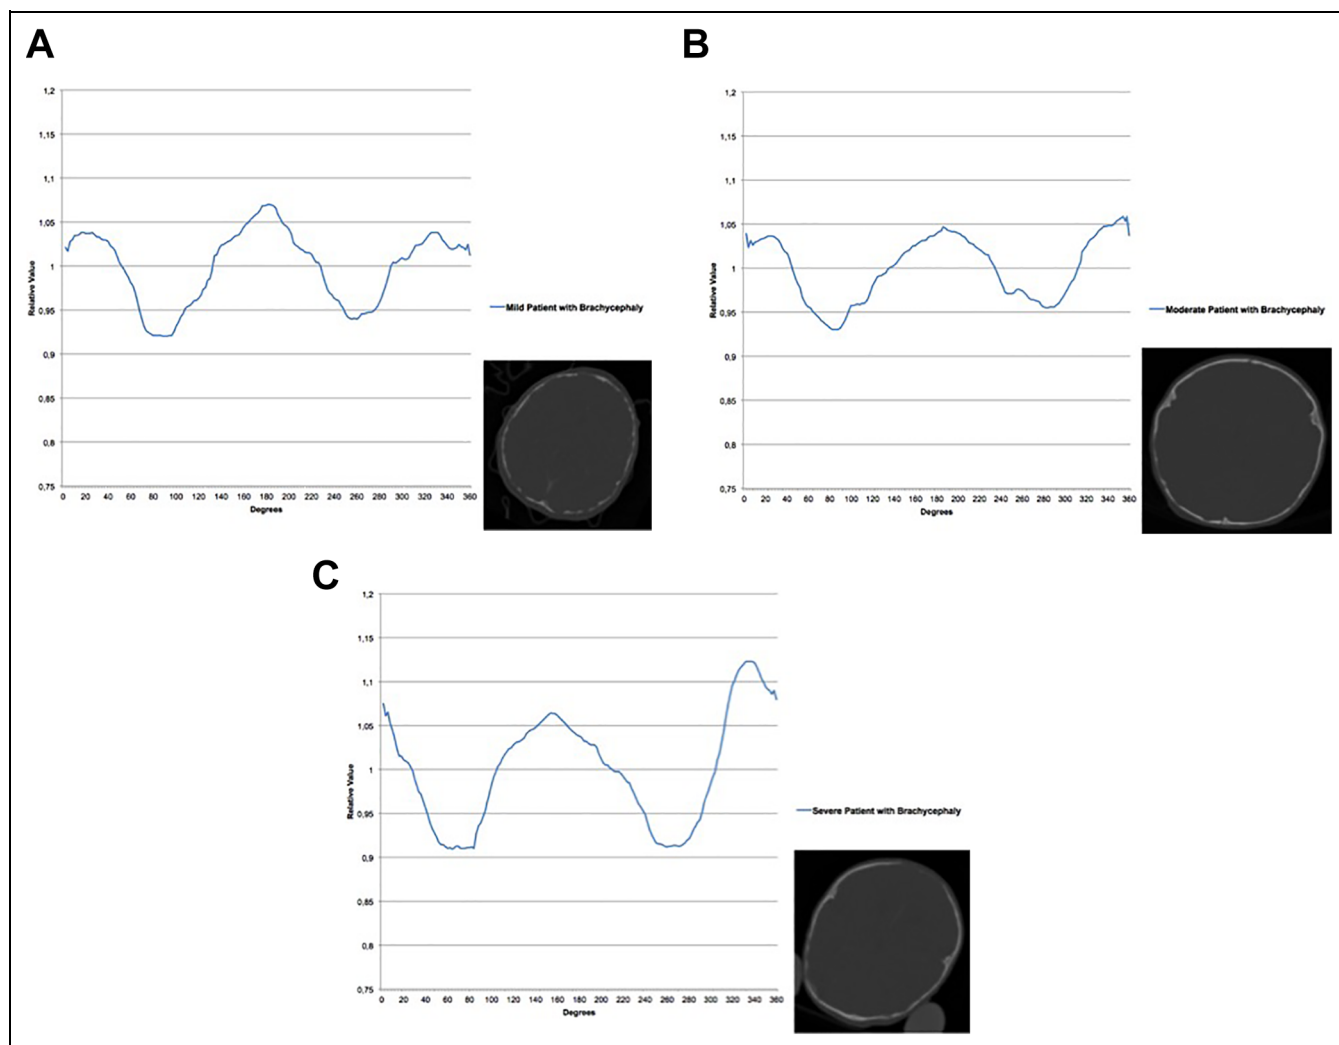 A
1,2
1,15
1,1
1,05
1
0,95
0,9
0,85
0,8
0,75
Relative Value
0 20 40 60 80 100 120 140 160 180 200 220 240 260 280 300 320 340 360
Degrees
Mild Patient with Brachycephaly
B
1,2
1,15
1,1
1,05
1
0,95
0,9
0,85
0,8
0,75
Relative Value
0 20 40 60 80 100 120 140 160 180 200 220 240 260 280 300 320 340 360
Degrees
Moderate Patient with Brachycephaly
C
1,2
1,15
1,1
1,05
1
0,95
0,9
0,85
0,8
0,75
Relative Value
0 20 40 60 80 100 120 140 160 180 200 220 240 260 280 300 320 340 360
Degrees
Severe Patient with Brachycephaly